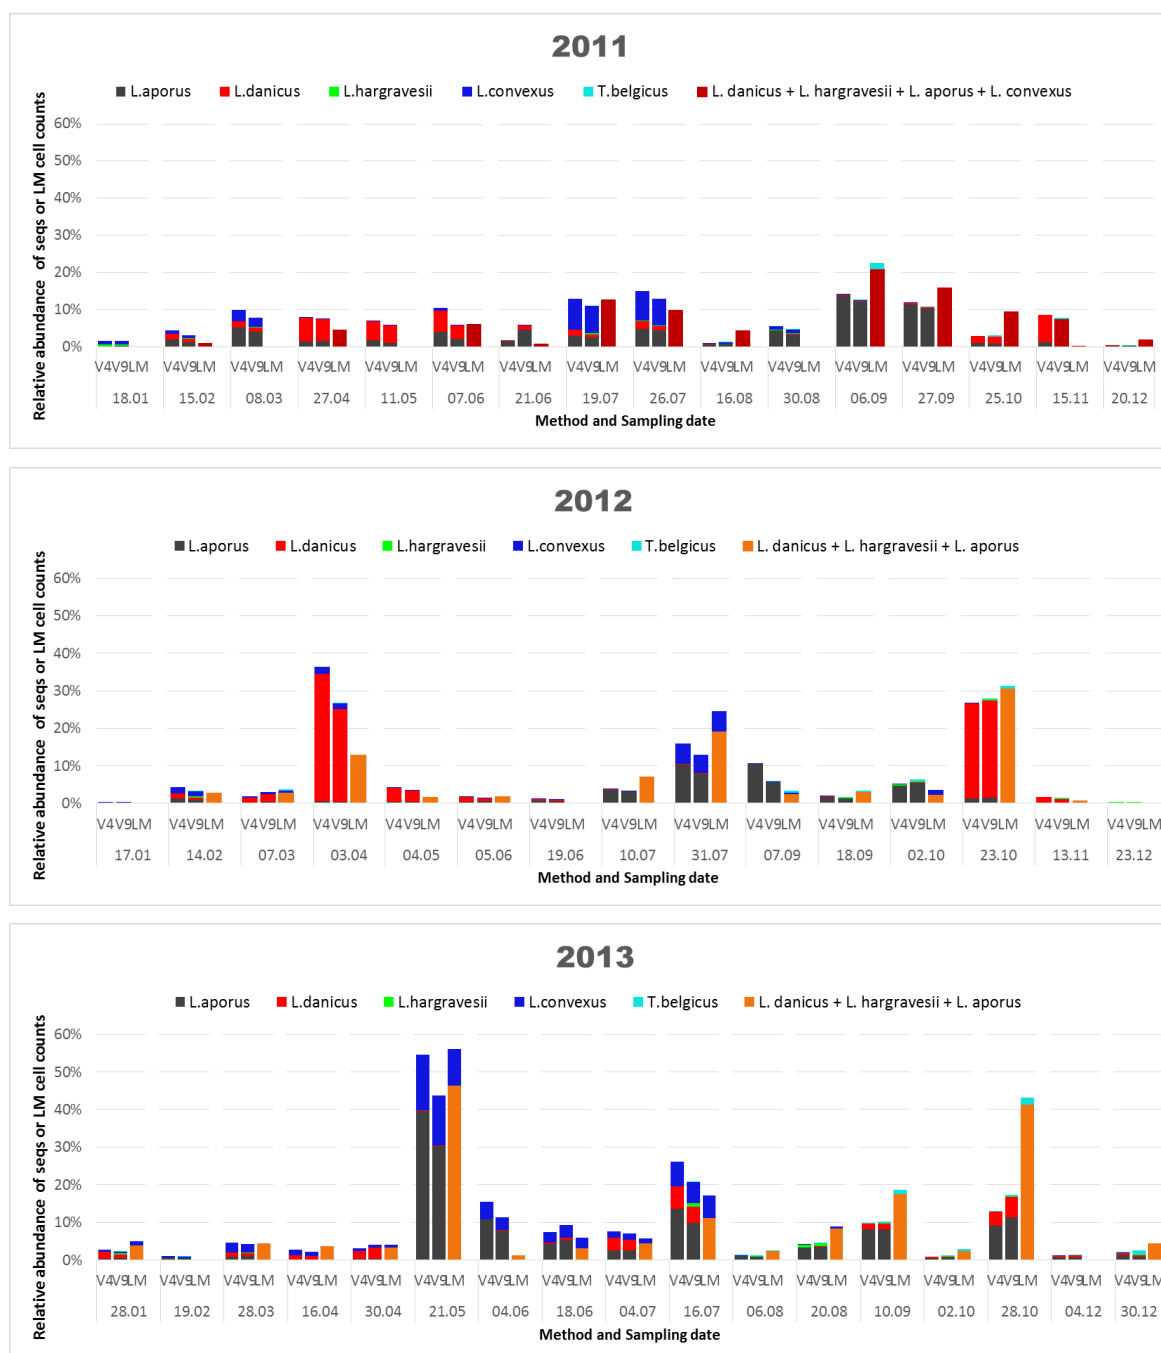 2011
L.aporus L.danicus L.hargravesii L.convexus T.belgicus L. danicus + L. hargravesii + L. aporus + L. convexus
Relative abundance of seqs or LM cell counts
60%
50%
40%
30%
20%
10%
0%
V4V9LM V4V9LM V4V9LM V4V9LM V4V9LM V4V9LM V4V9LM V4V9LM V4V9LM V4V9LM V4V9LM V4V9LM V4V9LM V4V9LM V4V9LM V4V9LM
18.01 15.02 08.03 27.04 11.05 07.06 21.06 19.07 26.07 16.08 30.08 06.09 27.09 25.10 15.11 20.12
Method and Sampling date
2012
L.aporus L.danicus L.hargravesii L.convexus T.belgicus L. danicus + L. hargravesii + L. aporus
Relative abundance of seqs or LM cell counts
60%
50%
40%
30%
20%
10%
0%
V4V9LM V4V9LM V4V9LM V4V9LM V4V9LM V4V9LM V4V9LM V4V9LM V4V9LM V4V9LM V4V9LM V4V9LM V4V9LM V4V9LM V4V9LM
17.01 14.02 07.03 03.04 04.05 05.06 19.06 10.07 31.07 07.09 18.09 02.10 23.10 13.11 23.12
Method and Sampling date
2013
L.aporus L.danicus L.hargravesii L.convexus T.belgicus L. danicus + L. hargravesii + L. aporus
Relative abundance of seqs or LM cell counts
60%
50%
40%
30%
20%
10%
0%
V4V9LM V4V9LM V4V9LM V4V9LM V4V9LM V4V9LM V4V9LM V4V9LM V4V9LM V4V9LM V4V9LM V4V9LM V4V9LM V4V9LM V4V9LM V4V9LM V4V9LM
28.01 19.02 28.03 16.04 30.04 21.05 04.06 18.06 04.07 16.07 06.08 20.08 10.09 02.10 28.10 04.12 30.12
Method and Sampling date